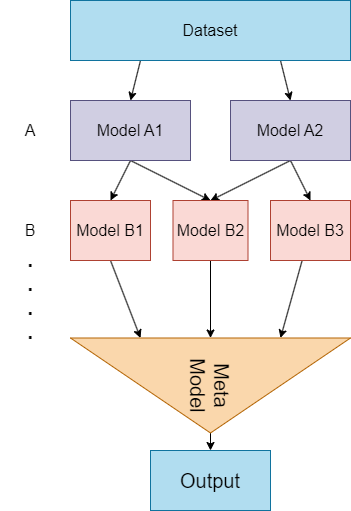 Dataset
A
Model A1
Model A2
B
Model B1
Model B2
Model B3
.
.
.
.
Meta
Model
Output